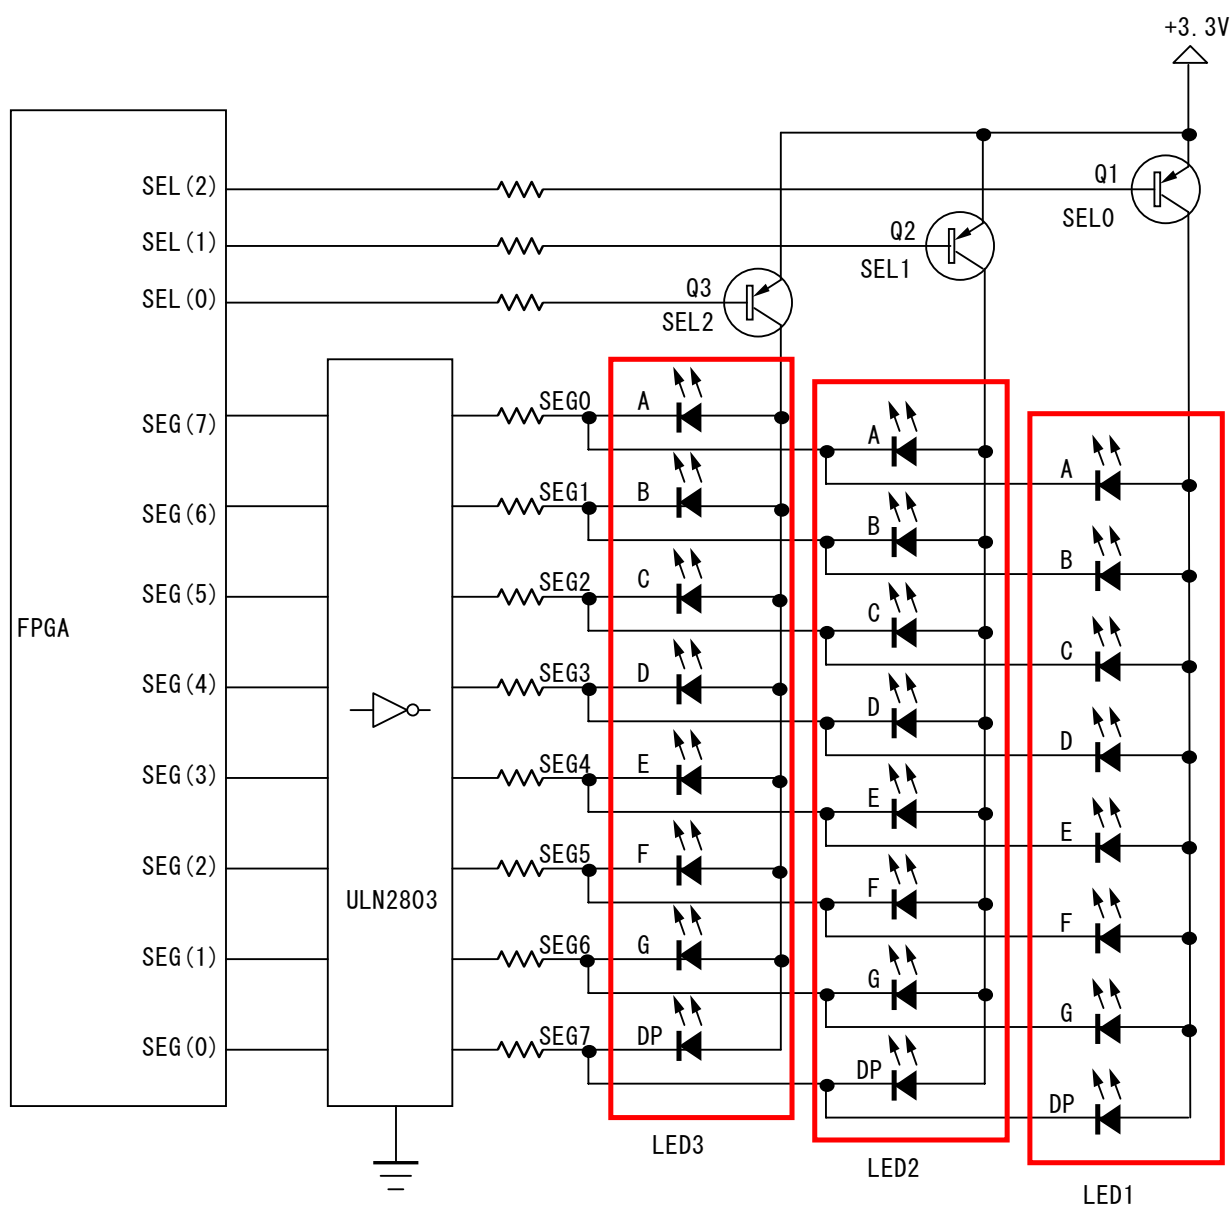 +3.3V
SEL(2)
Q1
SEL0
SEL(1)
Q2
SEL1
SEL(0)
Q3
SEL2
FPGA
SEG(7)
SEG(6)
SEG(5)
SEG(4)
SEG(3)
SEG(2)
SEG(1)
SEG(0)
ULN2803
SEG0
SEG1
SEG2
SEG3
SEG4
SEG5
SEG6
SEG7
A
B
C
D
E
F
G
DP
LED3
A
B
C
D
E
F
G
DP
LED2
A
B
C
D
E
F
G
DP
LED1